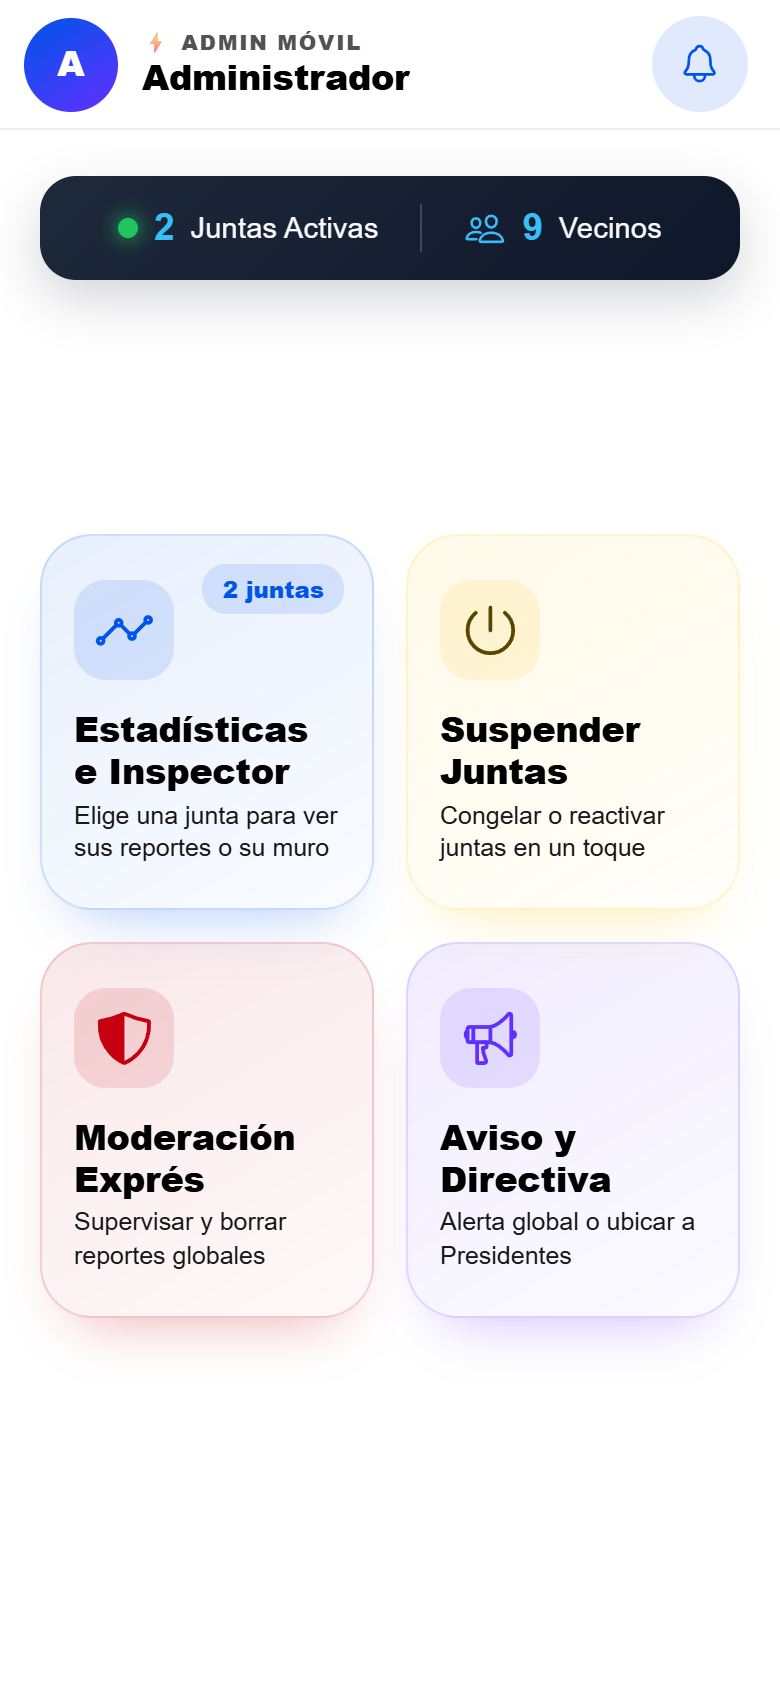 A
ADMIN MÓVIL
Administrador
2 Juntas Activas
9 Vecinos
2 juntas
Estadísticas
e Inspector
Elige una junta para ver
sus reportes o su muro
Suspender
Juntas
Congelar o reactivar
juntas en un toque
Moderación
Exprés
Supervisar y borrar
reportes globales
Aviso y
Directiva
Alerta global o ubicar a
Presidentes